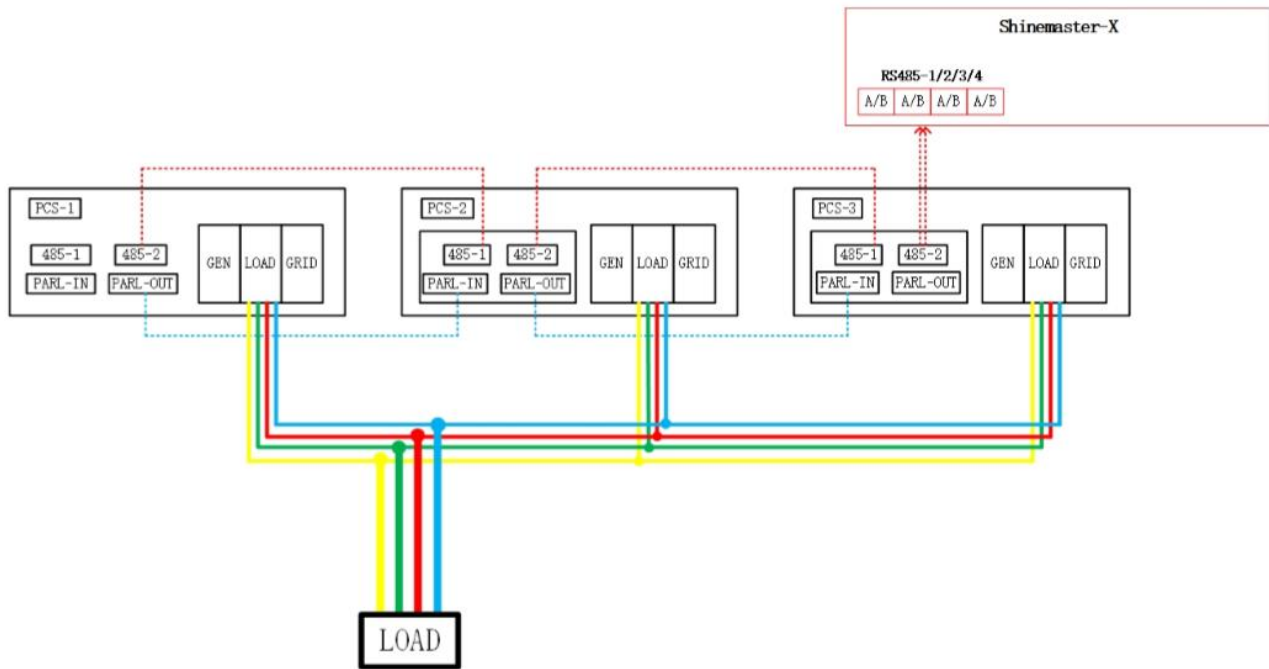 Shinemaster-X
RS485-1/2/3/4
A/B A/B A/B A/B
PCS-1
485-1 485-2
PARL-IN PARL-OUT
GEN LOAD GRID
PCS-2
485-1 485-2
PARL-IN PARL-OUT
GEN LOAD GRID
PCS-3
485-1 485-2
PARL-IN PARL-OUT
GEN LOAD GRID
LOAD